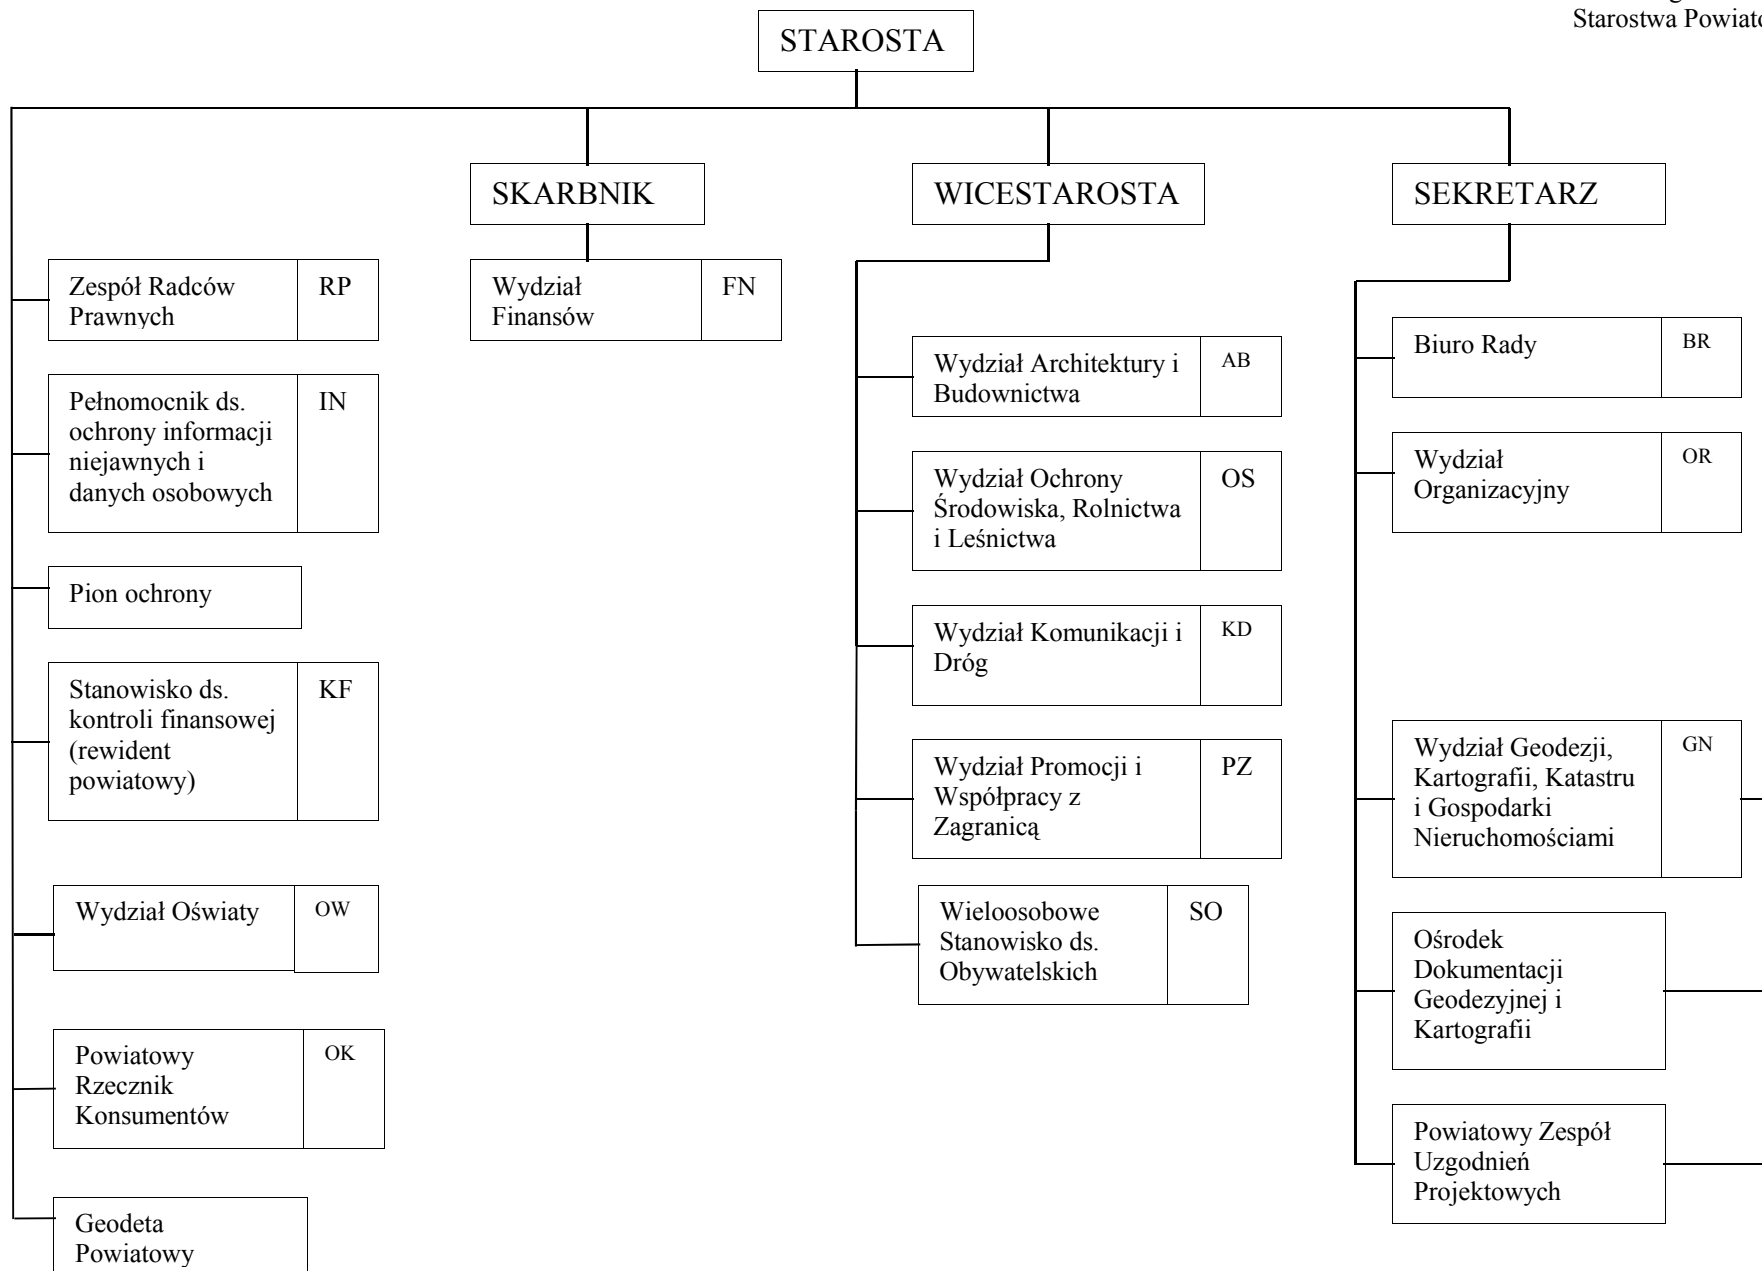 Starostwa
STAROSTA
SKARBNIK
WICESTAROSTA
SEKRETARZ
Zespół Radców
Prawnych
RP
Pełnomocnik ds.
ochrony informacji
niejawnych i
danych osobowych
IN
Pion ochrony
Stanowisko ds.
kontroli finansowej
(rewident
powiatowy)
KF
Wydział Oświaty
OW
Powiatowy
Rzecznik
Konsumentów
OK
Geodeta
Powiatowy
Wydział
Finansów
FN
Wydział Architektury i
Budownictwa
AB
Wydział Ochrony
Środowiska, Rolnictwa
i Leśnictwa
OS
Wydział Komunikacji i
Dróg
KD
Wydział Promocji i
Współpracy z
Zagranicą
PZ
Wieloosobowe
Stanowisko ds.
Obywatelskich
SO
Biuro Rady
BR
Wydział
Organizacyjny
OR
Wydział Geodezji,
Kartografii, Katastru
i Gospodarki
Nieruchomościami
GN
Ośrodek
Dokumentacji
Geodezyjnej i
Kartografii
Powiatowy Zespół
Uzgodnień
Projektowych